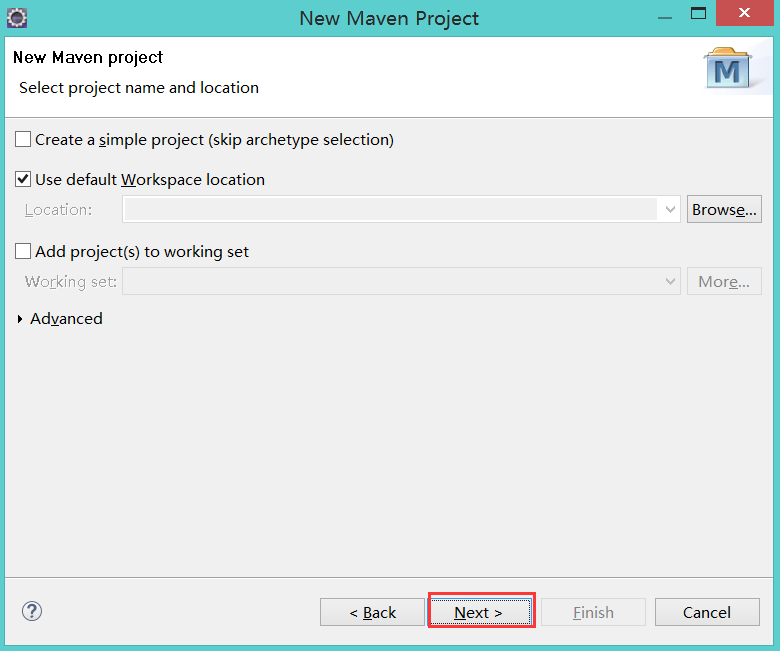 New Maven Project
New Maven project
Select project name and location
M
Create a simple project (skip archetype selection)
Use default Workspace location
Location:
Browse...
Add project(s) to working set
Working set:
More...
Advanced
?
< Back
Next >
Finish
Cancel